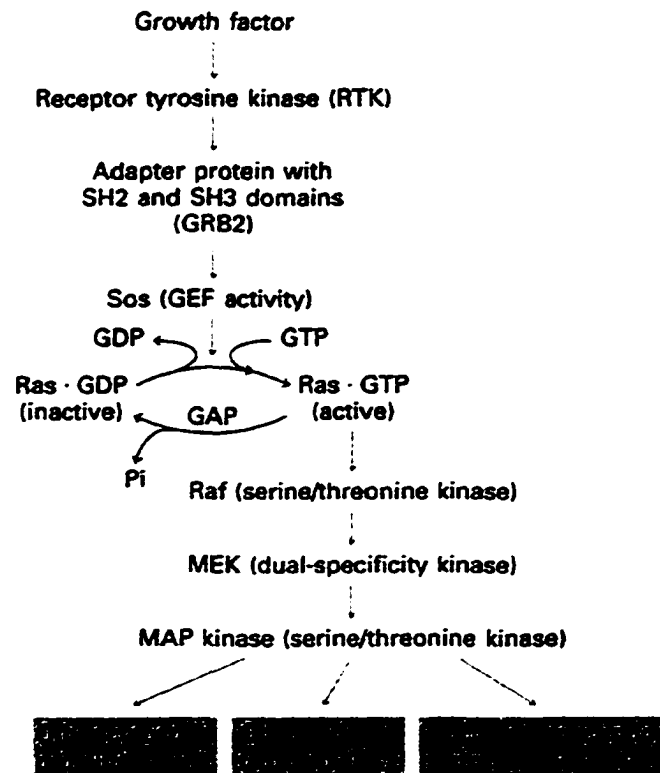 Growth factor
Receptor tyrosine kinase (RTK)
Adapter protein with
SH2 and SH3 domains
(GRB2)
Sos (GEF activity)
GDP
GTP
Ras · GDP
(inactive)
Ras · GTP
(active)
GAP
Pi
Raf (serine/threonine kinase)
MEK (dual-specificity kinase)
MAP kinase (serine/threonine kinase)